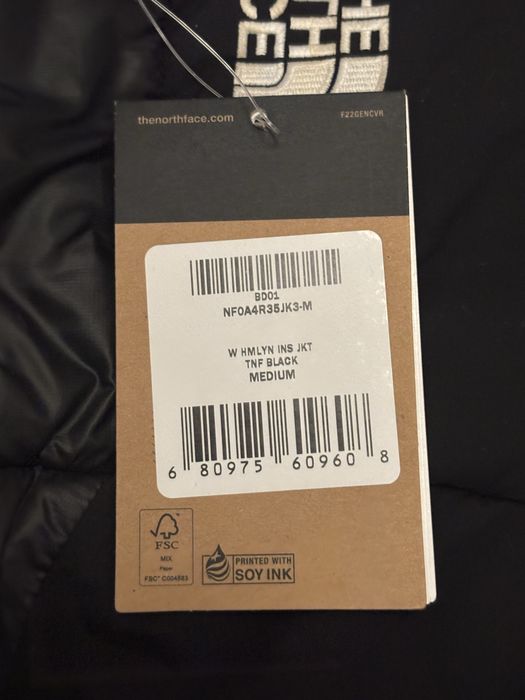 THE
NORTH
FACE
thenorthface.com
F22GENCVR
BD01
NF0A4R35JK3-M
W HMLYN INS JKT
TNF BLACK
MEDIUM
6 80975 60960 8
FSC
MIX
Paper
FSC® C004583
PRINTED WITH
SOY INK